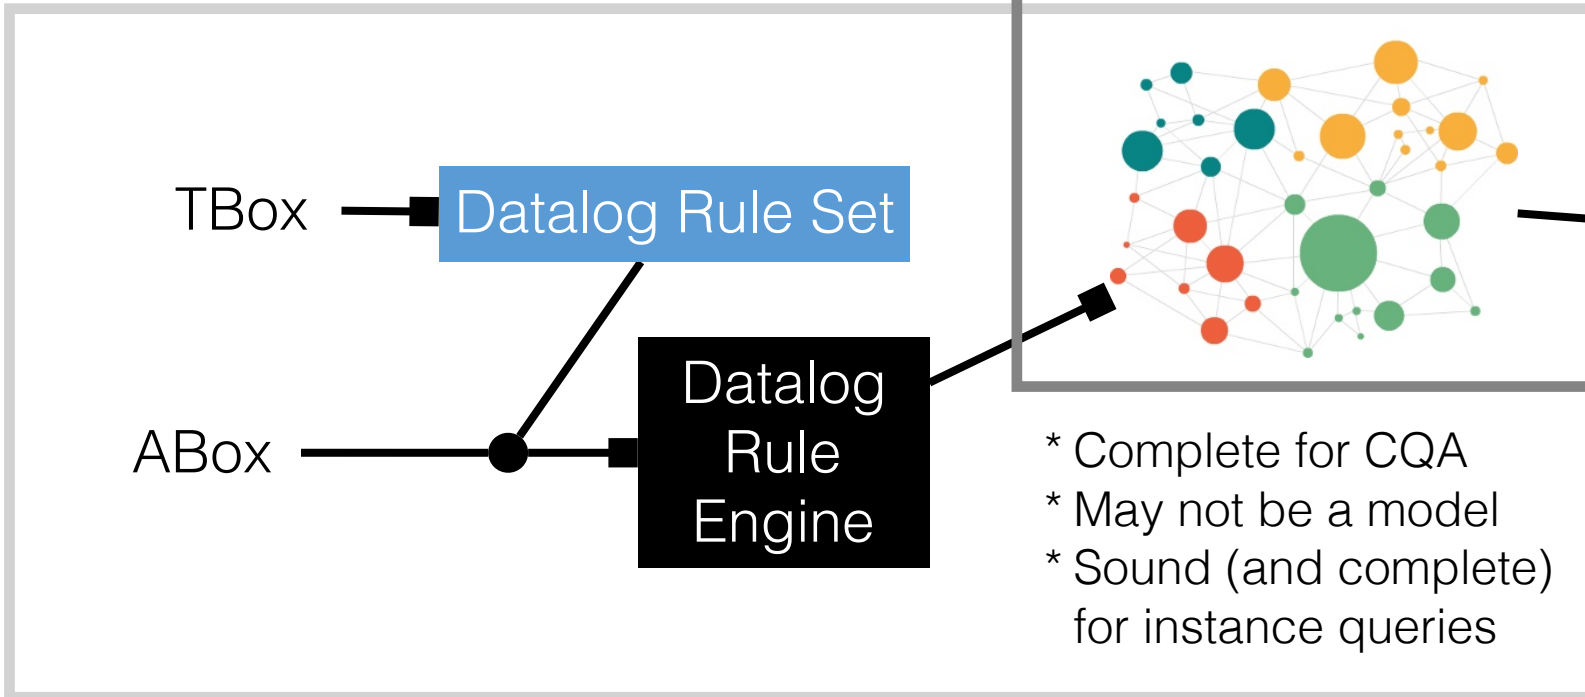 TBox
Datalog Rule Set
ABox
Datalog
Rule
Engine
* Complete for CQA
* May not be a model
* Sound (and complete)
for instance queries